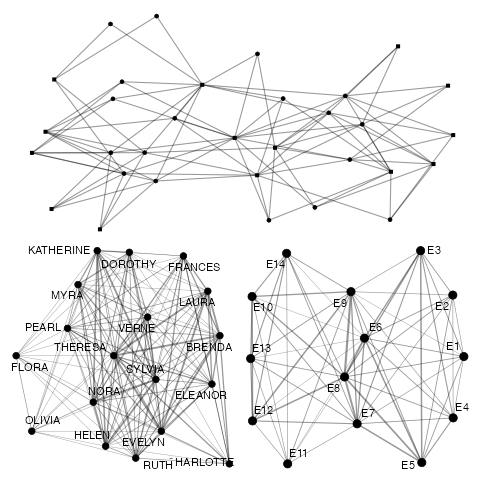 KATHERINE
DOROTHY
FRANCES
MYRA
LAURA
PEARL
VERNE
THERESA
BRENDA
FLORA
SYLVIA
NORA
ELEANOR
OLIVIA
HELEN
EVELYN
RUTH
HARLOTTE
E3
E14
E9
E10
E2
E6
E13
E1
E8
E12
E7
E4
E11
E5